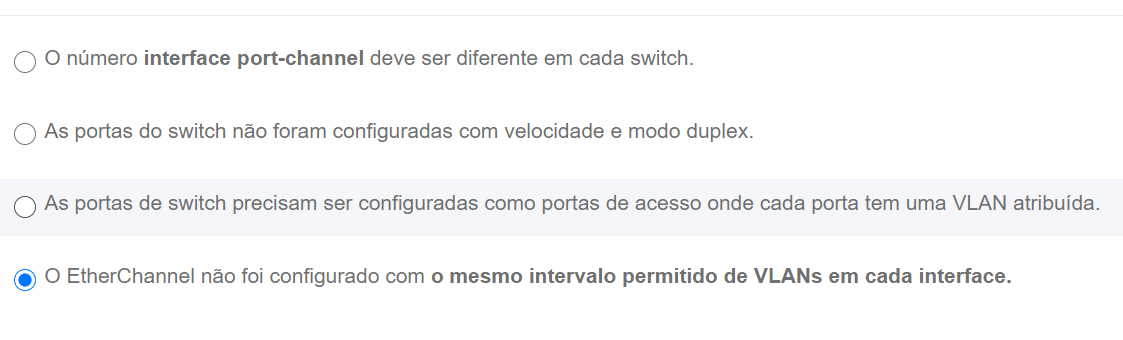 O número interface port-channel deve ser diferente em cada switch.
As portas do switch não foram configuradas com velocidade e modo duplex.
As portas de switch precisam ser configuradas como portas de acesso onde cada porta tem uma VLAN atribuída.
O EtherChannel não foi configurado com o mesmo intervalo permitido de VLANs em cada interface.